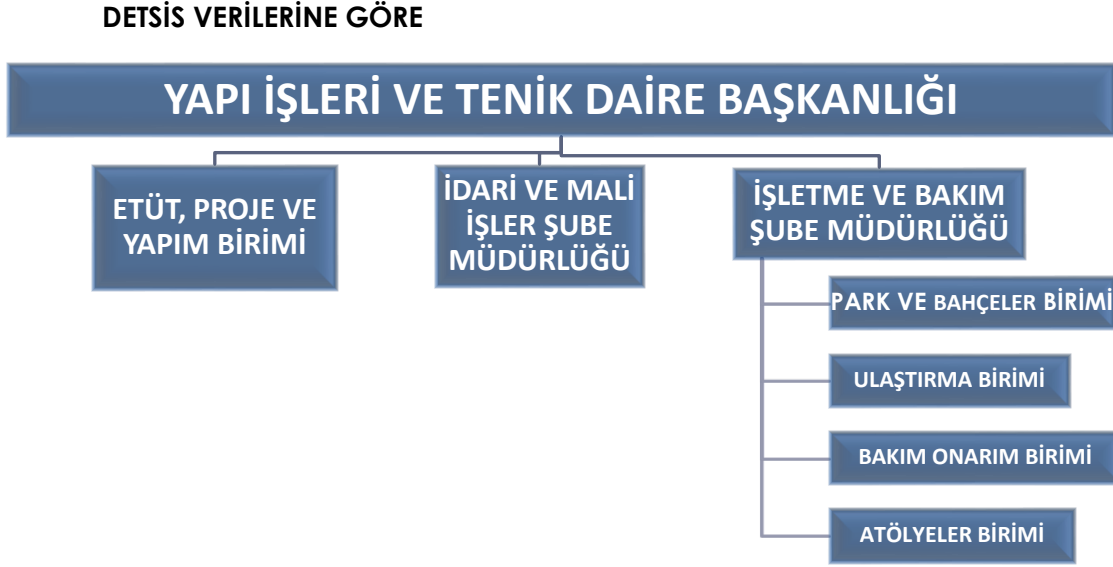 DETSİS VERİLERİNE GÖRE
YAPI İŞLERİ VE TENİK DAİRE BAŞKANLIĞI
ETÜT, PROJE VE
YAPIM BİRİMİ
İDARİ VE MALİ
İŞLER ŞUBE
MÜDÜRLÜĞÜ
İŞLETME VE BAKIM
ŞUBE MÜDÜRLÜĞÜ
PARK VE BAHÇELER BİRİMİ
ULAŞTIRMA BİRİMİ
BAKIM ONARIM BİRİMİ
ATÖLYELER BİRİMİ